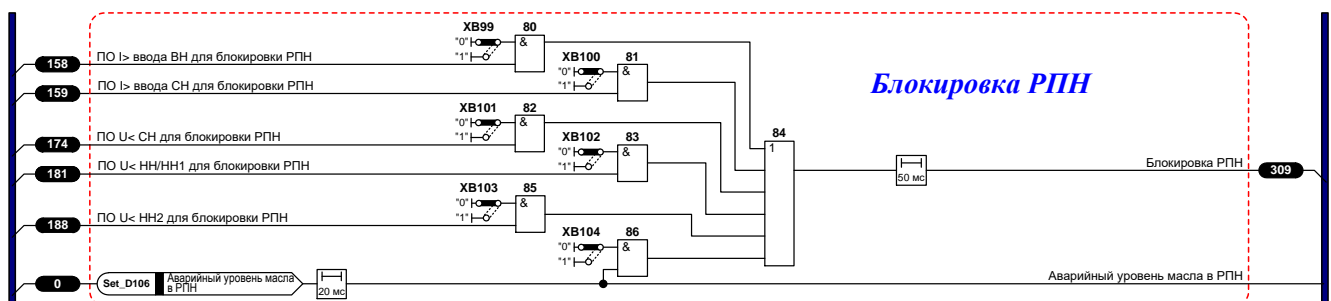 XB99
80
"0"
&
"1"
158
ПО I> ввода ВН для блокировки РПН
XB100
81
"0"
&
"1"
159
ПО I> ввода СН для блокировки РПН
Блокировка РПН
XB101
82
"0"
&
"1"
174
ПО U< СН для блокировки РПН
XB102
83
"0"
&
"1"
181
ПО U< НН/НН1 для блокировки РПН
84
1
50 мс
Блокировка РПН
309
XB103
85
"0"
&
"1"
188
ПО U< НН2 для блокировки РПН
XB104
86
"0"
&
"1"
0
Set_D106
Аварийный уровень масла
в РПН
20 мс
Аварийный уровень масла в РПН